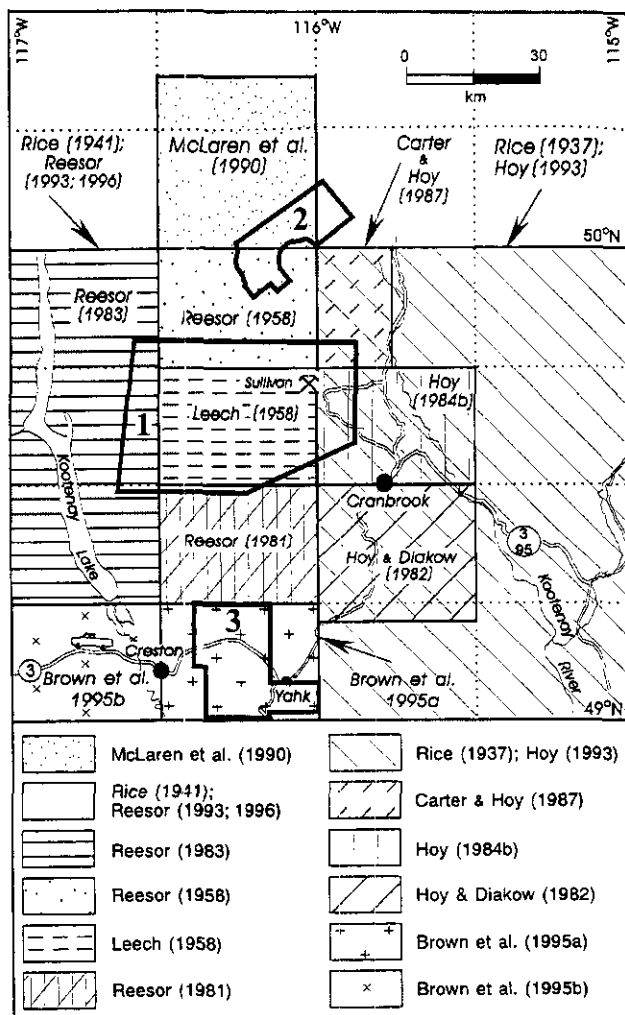 117°W
116°W
115°W
0 30
km
Rice (1941);
Reesor
(1993; 1996)
McLaren et al.
(1990)
Carter
&
Hoy
(1987)
Rice (1937);
Hoy (1993)
2
50°N
Reesor
(1983)
Reesor (1958)
Sullivan
Hoy
(1984b)
1
Leech (1958)
Kootenay
Lake
Cranbrook
Reesor (1981)
Hoy & Diakow
(1982)
3
95
Kootenay
River
3
Creston
3
Brown et al.
1995b
Yahk
Brown et al.
1995a
49°N
McLaren et al. (1990)
Rice (1941);
Reesor (1993; 1996)
Reesor (1983)
Reesor (1958)
Leech (1958)
Reesor (1981)
Rice (1937); Hoy (1993)
Carter & Hoy (1987)
Hoy (1984b)
Hoy & Diakow (1982)
Brown et al. (1995a)
Brown et al. (1995b)